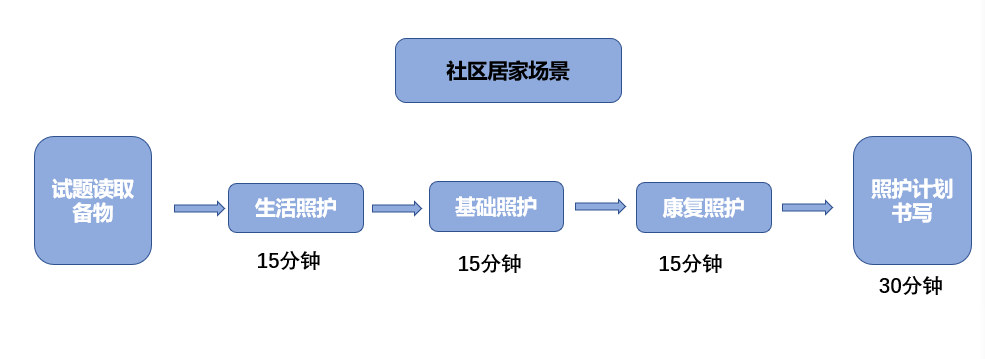 社区居家场景
试题读取
备物
生活照护
基础照护
康复照护
照护计划
书写
15分钟
15分钟
15分钟
30分钟